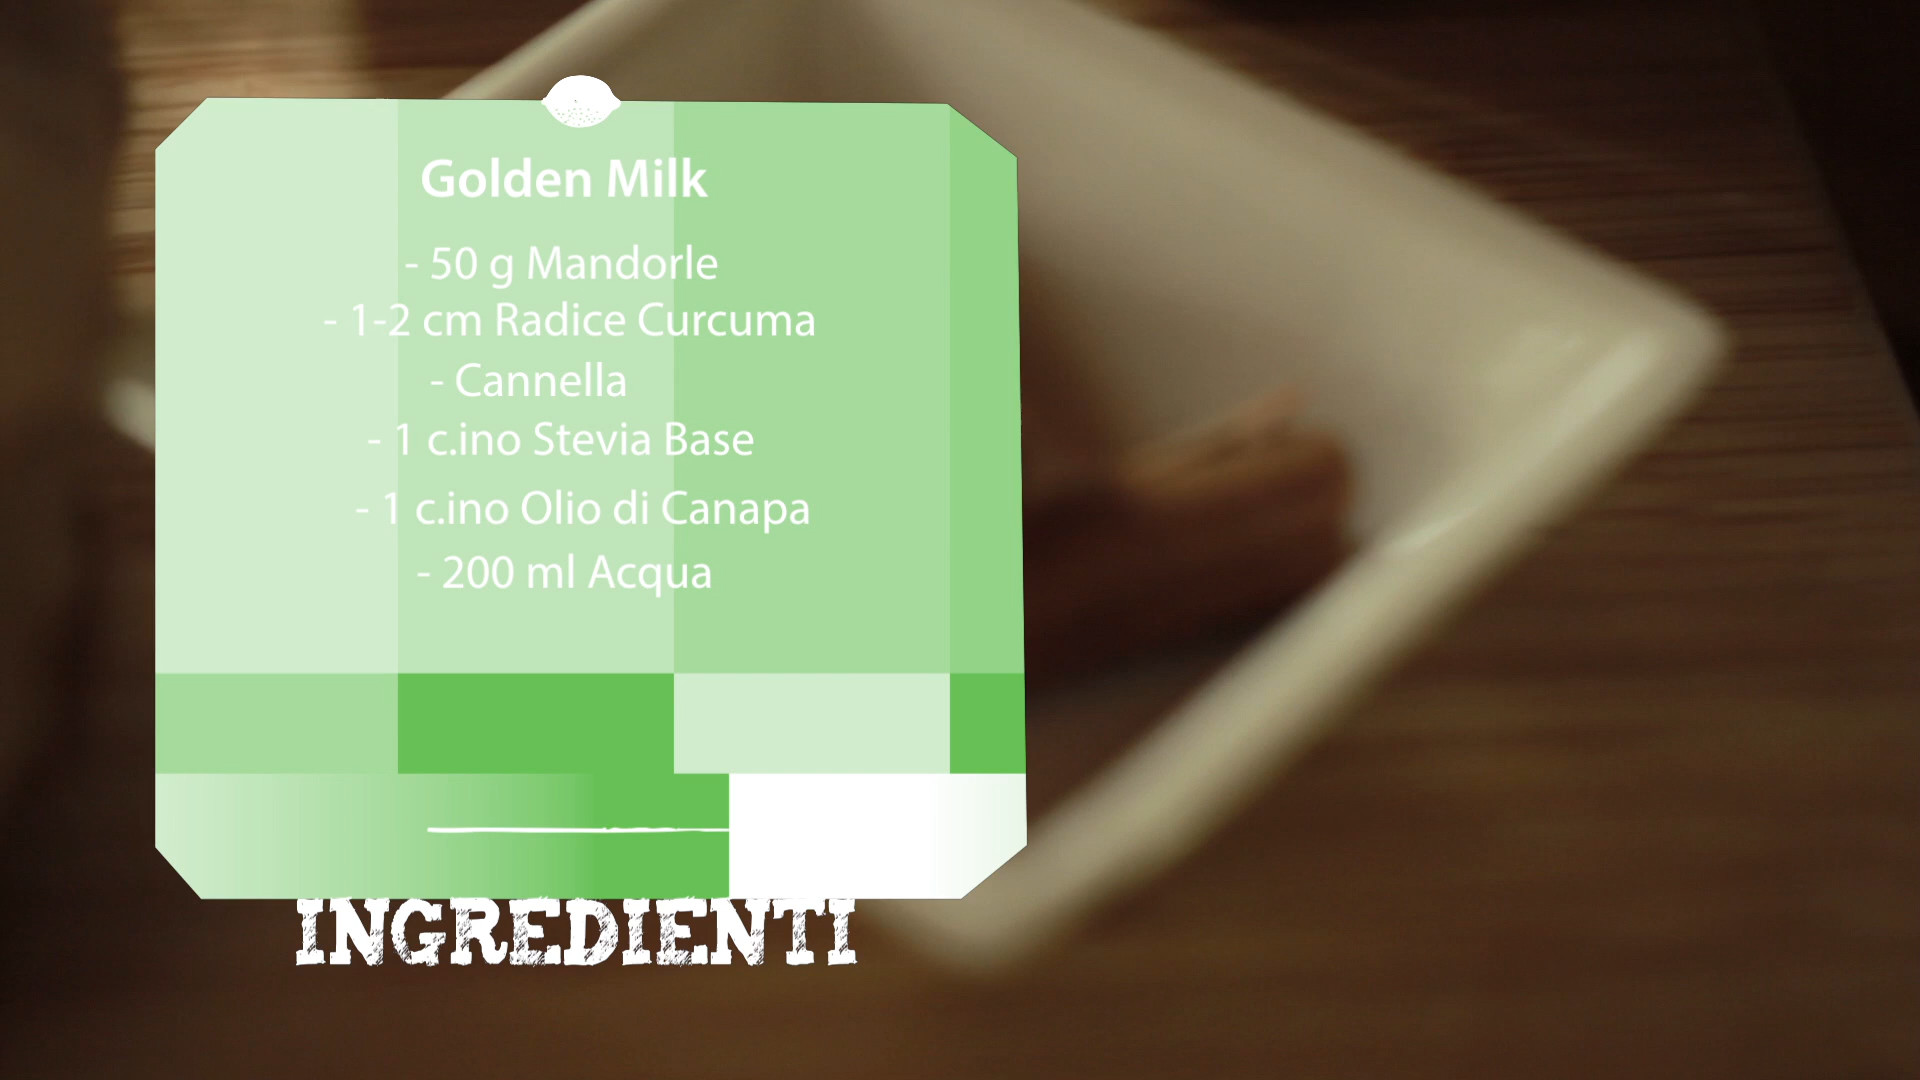 Golden Milk
- 50 g Mandorle
- 1-2 cm Radice Curcuma
- Cannella
- 1 c.ino Stevia Base
- 1 c.ino Olio di Canapa
- 200 ml Acqua
INGREDIENTI